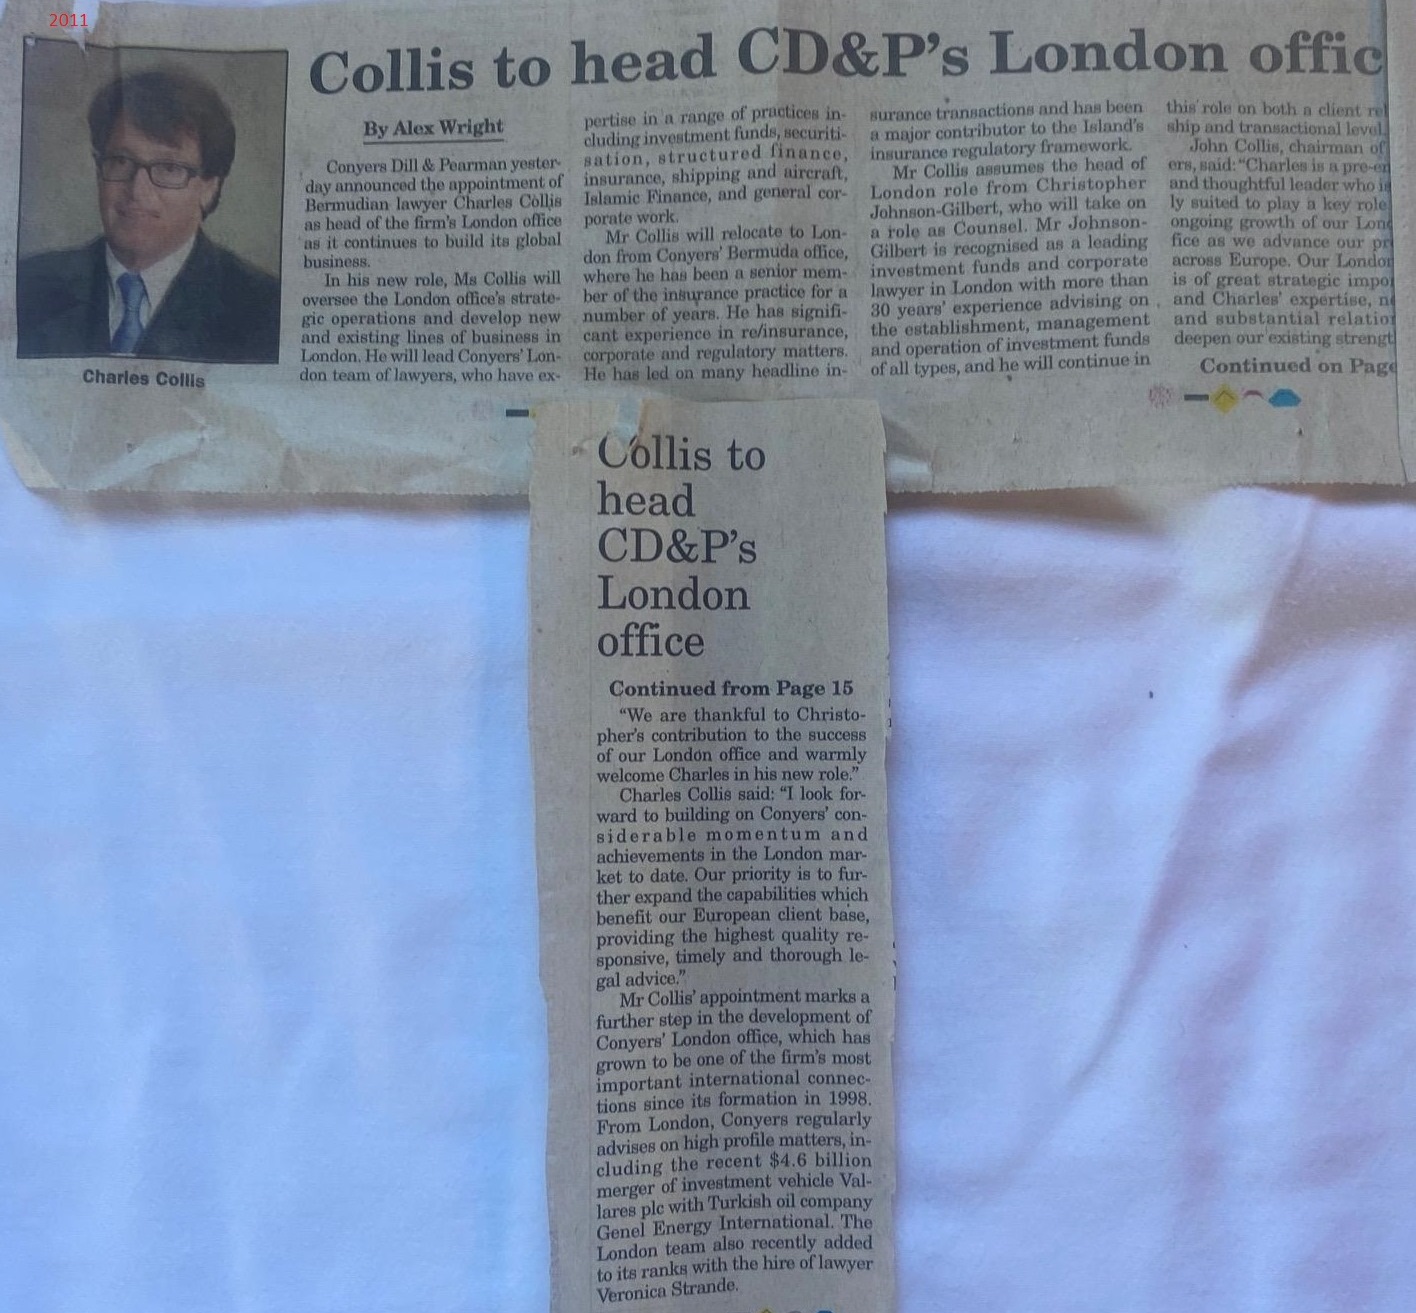 2011
Collis to head CD&P's London offic
Charles Collis
By Alex Wright
Conyers Dill & Pearman yester-
day announced the appointment of
Bermudian lawyer Charles Collis
as head of the firm's London office
as it continues to build its global
business.
In his new role, Ms Collis will
oversee the London office's strate-
gic operations and develop new
and existing lines of business in
London. He will lead Conyers' Lon-
don team of lawyers, who have ex-
pertise in a range of practices in-
cluding investment funds, securiti-
sation, structured finance,
insurance, shipping and aircraft,
Islamic Finance, and general cor-
porate work.
Mr Collis will relocate to Lon-
don from Conyers' Bermuda office,
where he has been a senior mem-
ber of the insurance practice for a
number of years. He has signifi-
cant experience in re/insurance,
corporate and regulatory matters.
He has led on many headline in-
surance transactions and has been
a major contributor to the Island's
insurance regulatory framework.
Mr Collis assumes the head of
London role from Christopher
Johnson-Gilbert, who will take on
a role as Counsel. Mr Johnson-
Gilbert is recognised as a leading
investment funds and corporate
lawyer in London with more than
30 years' experience advising on
the establishment, management
and operation of investment funds
of all types, and he will continue in
this role on both a client rel
ship and transactional level.
John Collis, chairman of
ers, said: "Charles is a pre-em
and thoughtful leader who is
ly suited to play a key role
ongoing growth of our Lond
fice as we advance our pr
across Europe. Our London
is of great strategic impor
and Charles' expertise, ne
and substantial relation
deepen our existing strengt
Continued on Page
Collis to
head
CD&P's
London
office
Continued from Page 15
"We are thankful to Christo-
pher's contribution to the success
of our London office and warmly
welcome Charles in his new role."
Charles Collis said: "I look for-
ward to building on Conyers' con-
siderable momentum and
achievements in the London mar-
ket to date. Our priority is to fur-
ther expand the capabilities which
benefit our European client base,
providing the highest quality re-
sponsive, timely and thorough le-
gal advice."
Mr Collis' appointment marks a
further step in the development of
Conyers' London office, which has
grown to be one of the firm's most
important international connec-
tions since its formation in 1998.
From London, Conyers regularly
advises on high profile matters, in-
cluding the recent $4.6 billion
merger of investment vehicle Val-
lares plc with Turkish oil company
Genel Energy International. The
London team also recently added
to its ranks with the hire of lawyer
Veronica Strande.